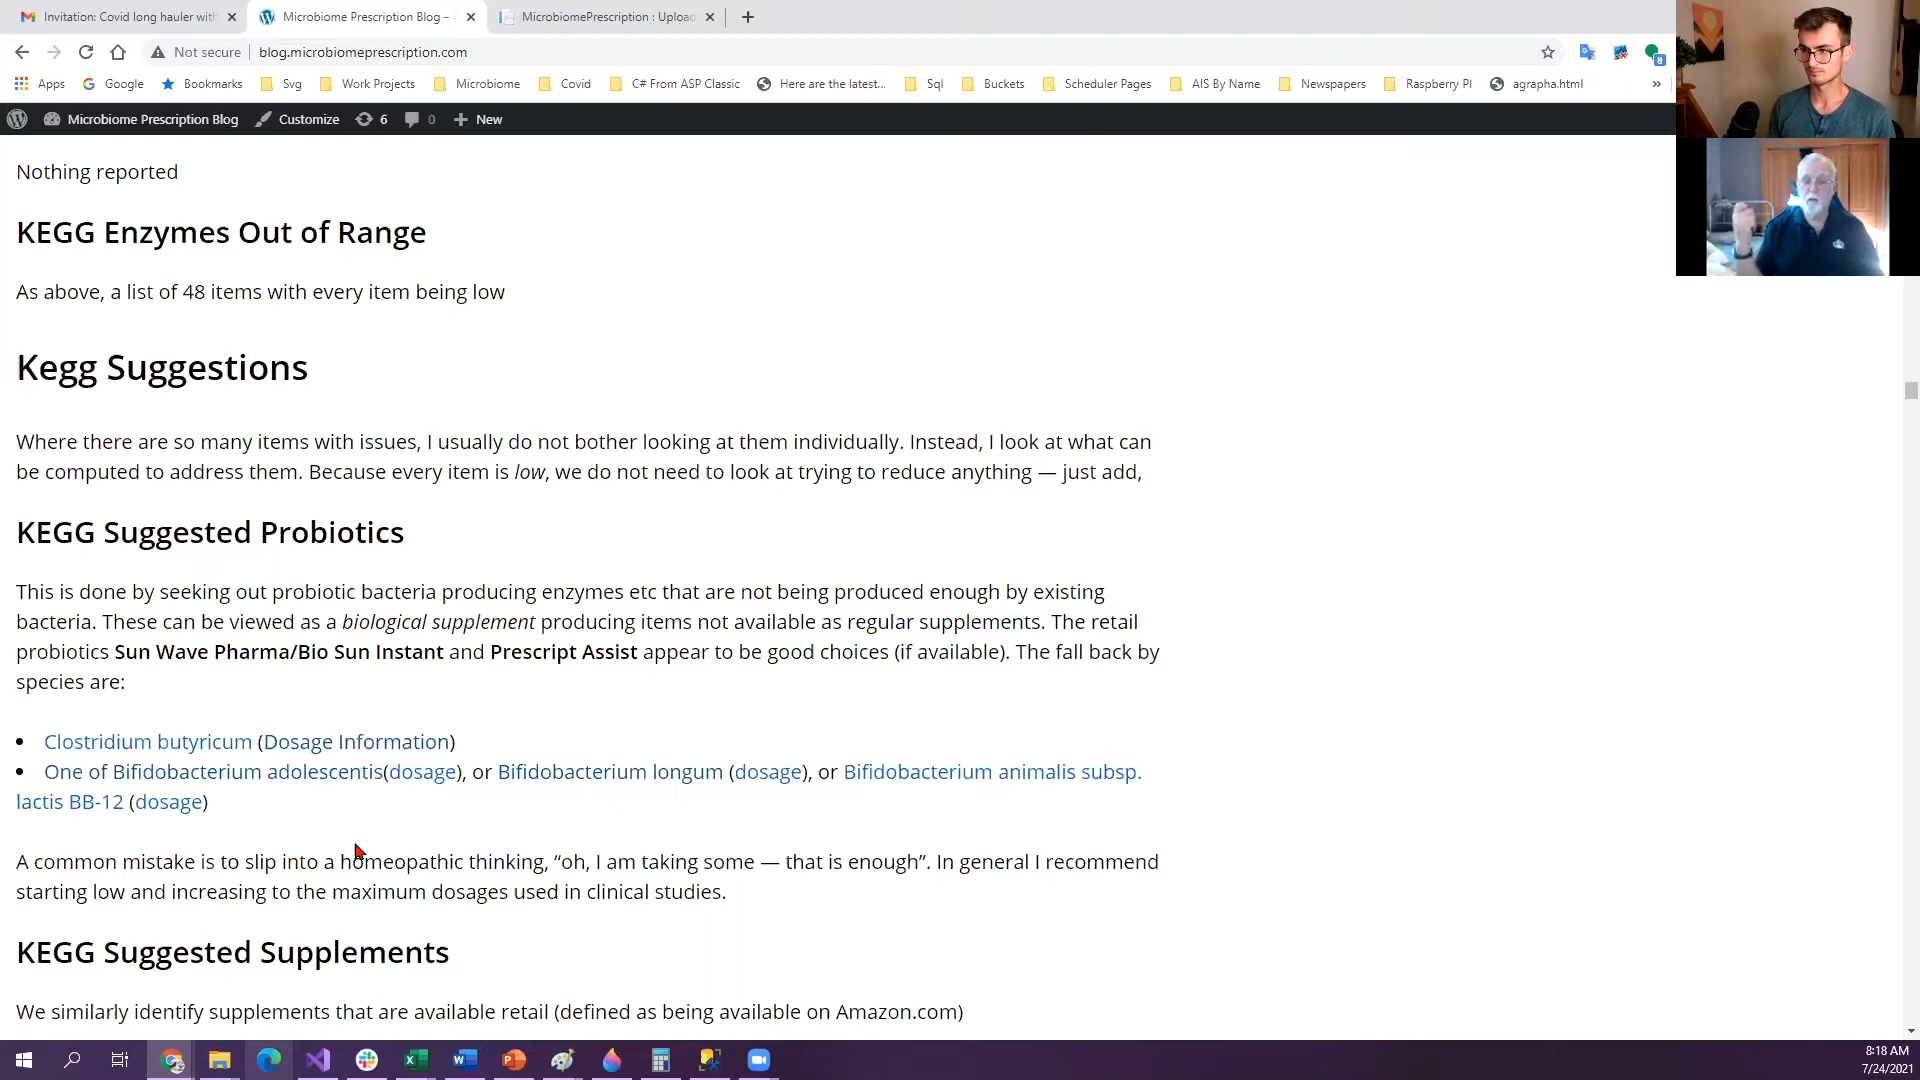 Invitation: Covid long hauler with
Microbiome Prescription Blog –
MicrobiomePrescription : Upload
Not secure
blog.microbiomeprescription.com
8
Apps
Google
Bookmarks
Svg
Work Projects
Microbiome
Covid
C# From ASP Classic
Here are the latest...
Sql
Buckets
Scheduler Pages
AIS By Name
Newspapers
Raspberry PI
agrapha.html
»
Microbiome Prescription Blog
Customize
6
0
New
Nothing reported
KEGG Enzymes Out of Range
As above, a list of 48 items with every item being low
Kegg Suggestions
Where there are so many items with issues, I usually do not bother looking at them individually. Instead, I look at what can
be computed to address them. Because every item is low, we do not need to look at trying to reduce anything — just add,
KEGG Suggested Probiotics
This is done by seeking out probiotic bacteria producing enzymes etc that are not being produced enough by existing
bacteria. These can be viewed as a biological supplement producing items not available as regular supplements. The retail
probiotics Sun Wave Pharma/Bio Sun Instant and Prescript Assist appear to be good choices (if available). The fall back by
species are:
• Clostridium butyricum (Dosage Information)
• One of Bifidobacterium adolescentis(dosage), or Bifidobacterium longum (dosage), or Bifidobacterium animalis subsp.
lactis BB-12 (dosage)
A common mistake is to slip into a homeopathic thinking, “oh, I am taking some — that is enough”. In general I recommend
starting low and increasing to the maximum dosages used in clinical studies.
KEGG Suggested Supplements
We similarly identify supplements that are available retail (defined as being available on Amazon.com)
8:18 AM
7/24/2021